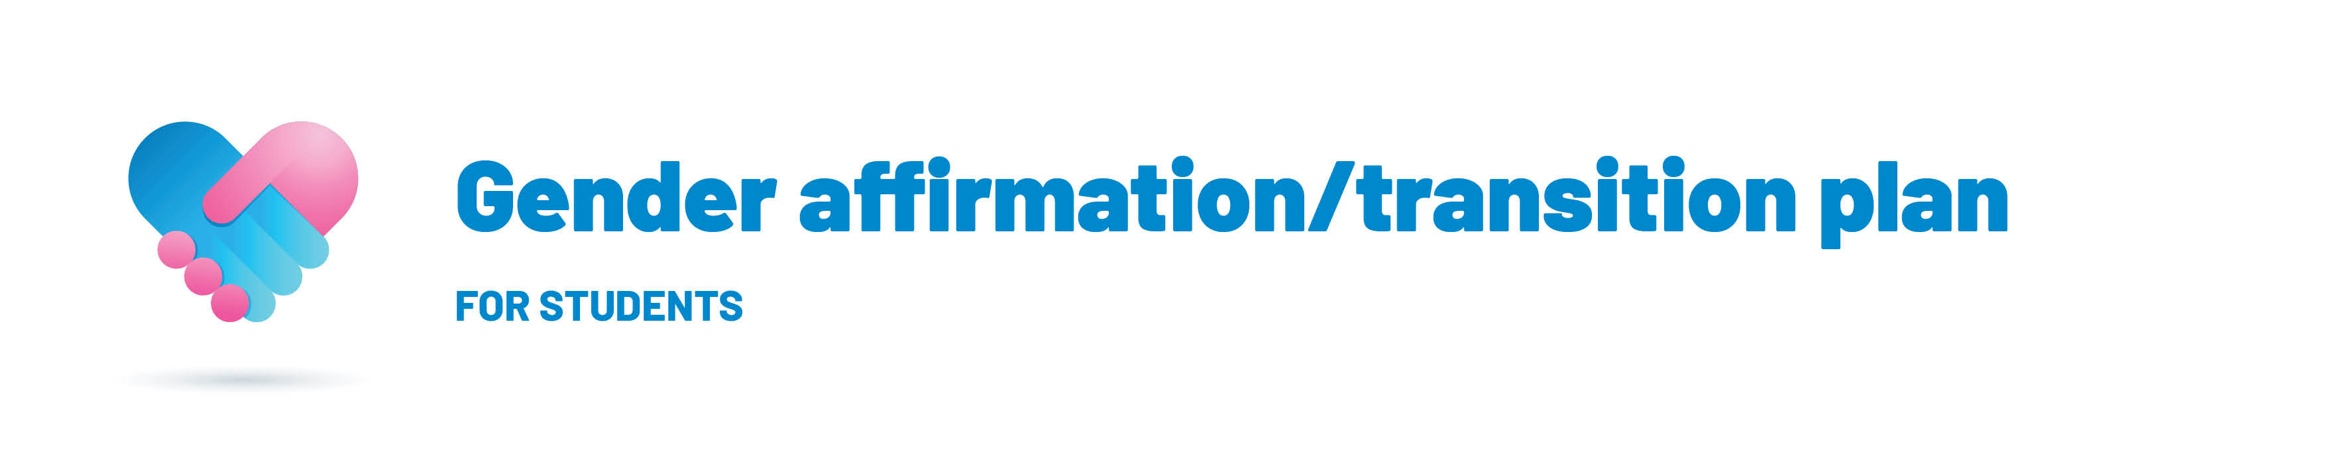 Gender affirmation/transition plan
FOR STUDENTS